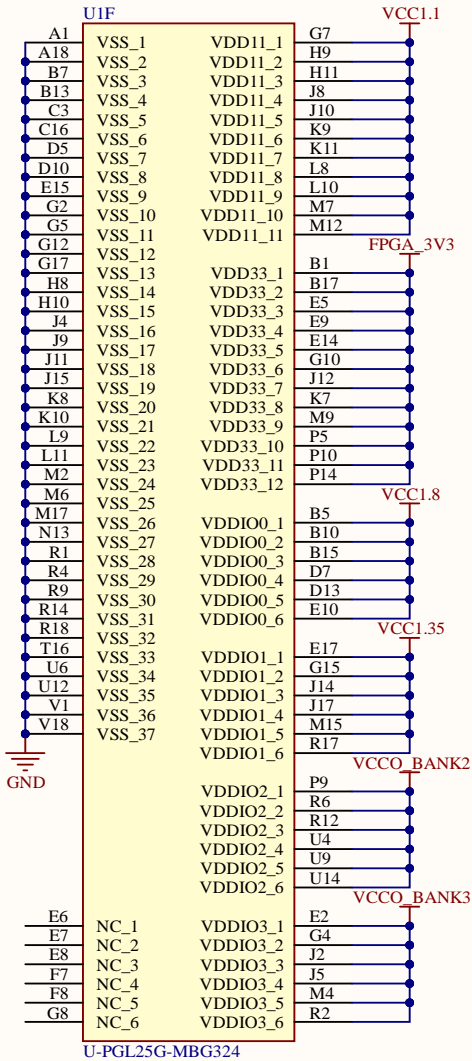 U1F VCC1.1
A1 VSS_1 VDD11_1 G7
A18 VSS_2 VDD11_2 H9
B7 VSS_3 VDD11_3 H11
B13 VSS_4 VDD11_4 J8
C3 VSS_5 VDD11_5 J10
C16 VSS_6 VDD11_6 K9
D5 VSS_7 VDD11_7 K11
D10 VSS_8 VDD11_8 L8
E15 VSS_9 VDD11_9 L10
G2 VSS_10 VDD11_10 M7
G5 VSS_11 VDD11_11 M12
G12 VSS_12 FPGA_3V3
G17 VSS_13 VDD33_1 B1
H8 VSS_14 VDD33_2 B17
H10 VSS_15 VDD33_3 E5
J4 VSS_16 VDD33_4 E9
J9 VSS_17 VDD33_5 E14
J11 VSS_18 VDD33_6 G10
J15 VSS_19 VDD33_7 J12
K8 VSS_20 VDD33_8 K7
K10 VSS_21 VDD33_9 M9
L9 VSS_22 VDD33_10 P5
L11 VSS_23 VDD33_11 P10
M2 VSS_24 VDD33_12 P14
M6 VSS_25 VCC1.8
M17 VSS_26 VDDIO0_1 B5
N13 VSS_27 VDDIO0_2 B10
R1 VSS_28 VDDIO0_3 B15
R4 VSS_29 VDDIO0_4 D7
R9 VSS_30 VDDIO0_5 D13
R14 VSS_31 VDDIO0_6 E10
R18 VSS_32 VCC1.35
T16 VSS_33 VDDIO1_1 E17
U6 VSS_34 VDDIO1_2 G15
U12 VSS_35 VDDIO1_3 J14
V1 VSS_36 VDDIO1_4 J17
V18 VSS_37 VDDIO1_5 M15
VDDIO1_6 R17
GND VCCO_BANK2
VDDIO2_1 P9
VDDIO2_2 R6
VDDIO2_3 R12
VDDIO2_4 U4
VDDIO2_5 U9
VDDIO2_6 U14
VCCO_BANK3
E6 NC_1 VDDIO3_1 E2
E7 NC_2 VDDIO3_2 G4
E8 NC_3 VDDIO3_3 J2
F7 NC_4 VDDIO3_4 J5
F8 NC_5 VDDIO3_5 M4
G8 NC_6 VDDIO3_6 R2
U-PGL25G-MBG324